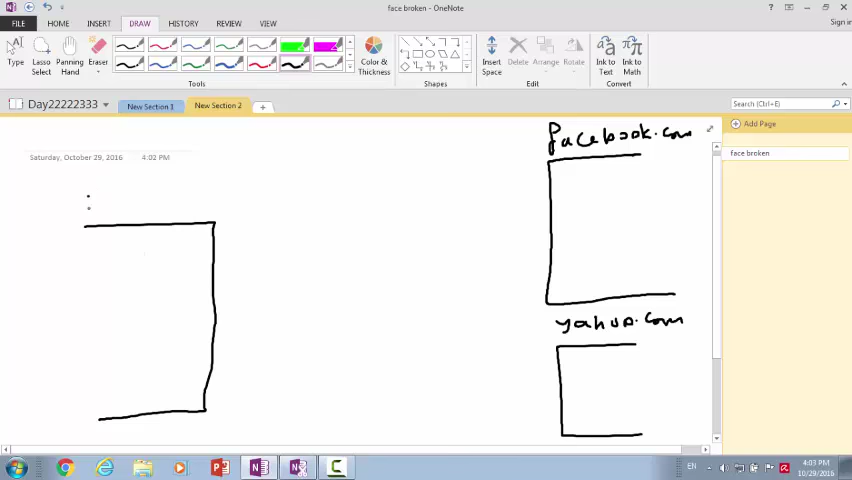 face broken - OneNote
? 
Sign in
FILE HOME INSERT DRAW HISTORY REVIEW VIEW
Type Lasso Select Panning Hand Eraser Color & Thickness Insert Space Delete Arrange Rotate Ink to Text Ink to Math
Tools Shapes Edit Convert
Day22222333 New Section 1 New Section 2 + Search (Ctrl+E)
Add Page
face broken
Saturday, October 29, 2016 4:02 PM
facebook.com
yahoo.com
EN 4:03 PM
10/29/2016